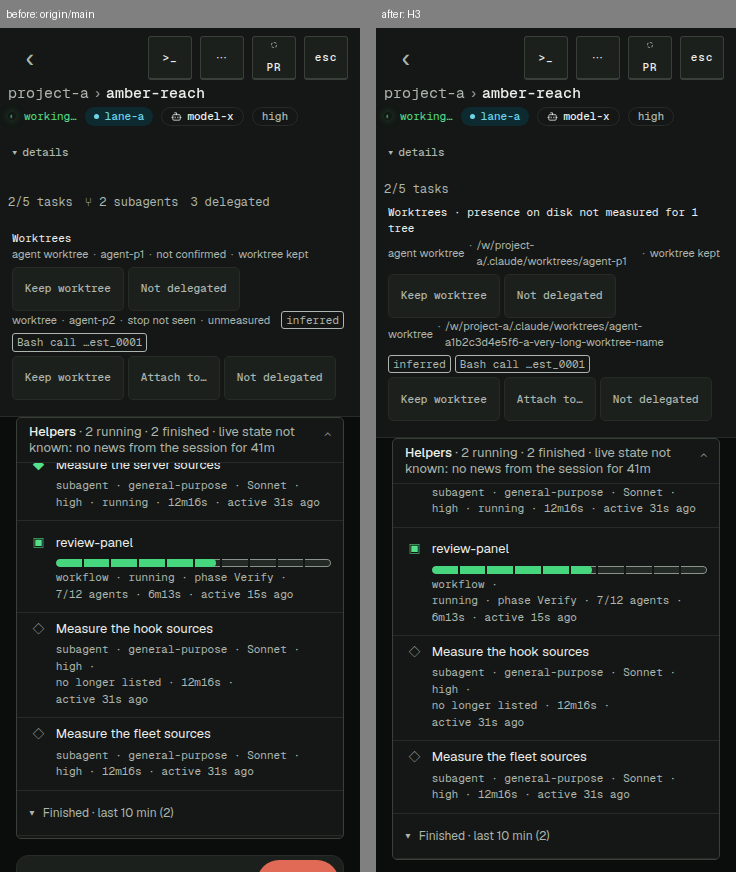 before: origin/main
‹
>_
···
PR
esc
project-a › amber-reach
working…
lane-a
model-x
high
▾ details
2/5 tasks ⑂ 2 subagents 3 delegated
Worktrees
agent worktree · agent-p1 · not confirmed · worktree kept
Keep worktree
Not delegated
worktree · agent-p2 · stop not seen · unmeasured inferred
Bash call …est_0001
Keep worktree
Attach to…
Not delegated
Helpers · 2 running · 2 finished · live state not
known: no news from the session for 41m
Measure the server sources
subagent · general-purpose · Sonnet ·
high · running · 12m16s · active 31s ago
review-panel
workflow · running · phase Verify ·
7/12 agents · 6m13s · active 15s ago
Measure the hook sources
subagent · general-purpose · Sonnet ·
high ·
no longer listed · 12m16s ·
active 31s ago
Measure the fleet sources
subagent · general-purpose · Sonnet ·
high · 12m16s · active 31s ago
▾ Finished · last 10 min (2)
after: H3
‹
>_
···
PR
esc
project-a › amber-reach
working…
lane-a
model-x
high
▾ details
2/5 tasks
Worktrees · presence on disk not measured for 1
tree
agent worktree · /w/project-
a/.claude/worktrees/agent-p1 · worktree kept
Keep worktree
Not delegated
worktree · /w/project-a/.claude/worktrees/agent-
a1b2c3d4e5f6-a-very-long-worktree-name
inferred
Bash call …est_0001
Keep worktree
Attach to…
Not delegated
Helpers · 2 running · 2 finished · live state not
known: no news from the session for 41m
subagent · general-purpose · Sonnet ·
high · running · 12m16s · active 31s ago
review-panel
workflow ·
running · phase Verify · 7/12 agents ·
6m13s · active 15s ago
Measure the hook sources
subagent · general-purpose · Sonnet ·
high ·
no longer listed · 12m16s ·
active 31s ago
Measure the fleet sources
subagent · general-purpose · Sonnet ·
high · 12m16s · active 31s ago
▾ Finished · last 10 min (2)